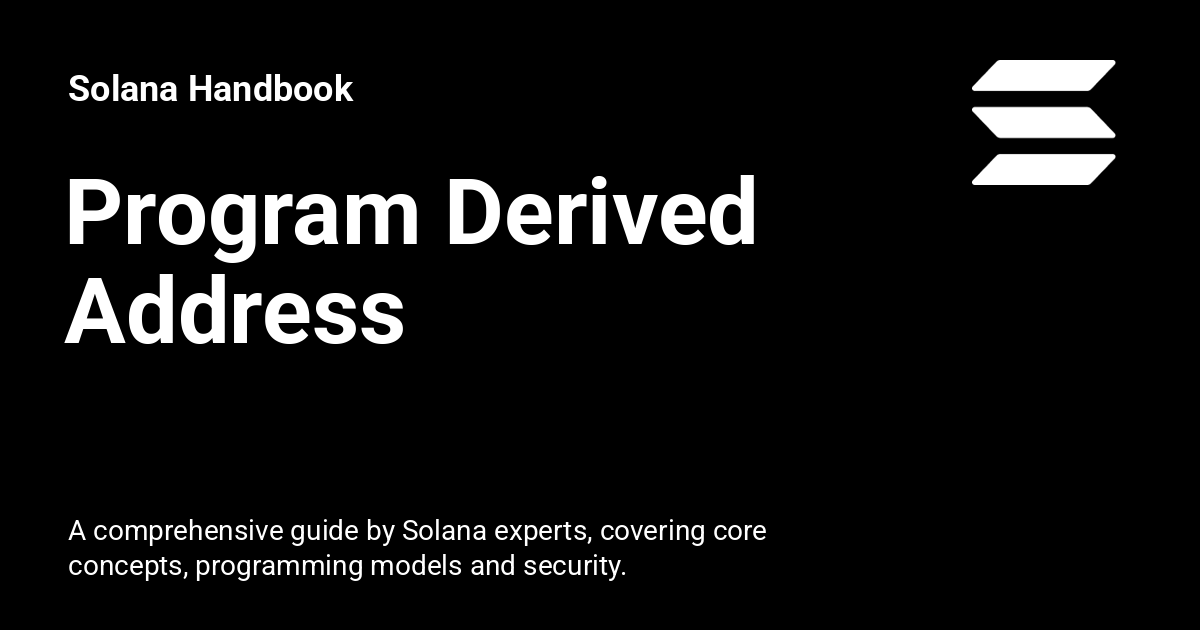 Solana Handbook
Program Derived
Address
A comprehensive guide by Solana experts, covering core
concepts, programming models and security.